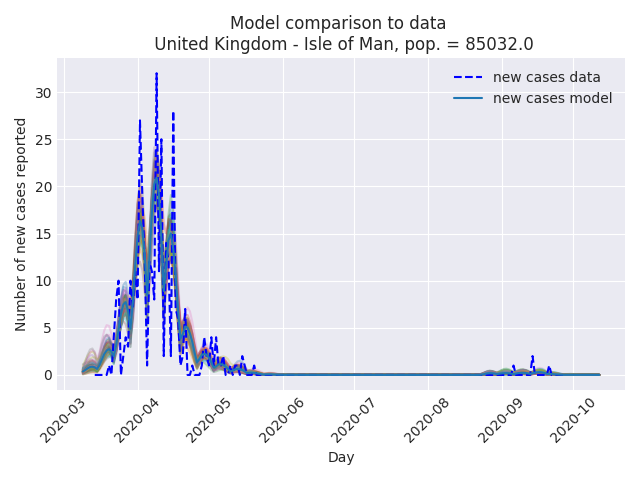 Model comparison to data
United Kingdom - Isle of Man, pop. = 85032.0
new cases data
new cases model
Number of new cases reported
30
25
20
15
10
5
0
2020-03
2020-04
2020-05
2020-06
2020-07
2020-08
2020-09
2020-10
Day